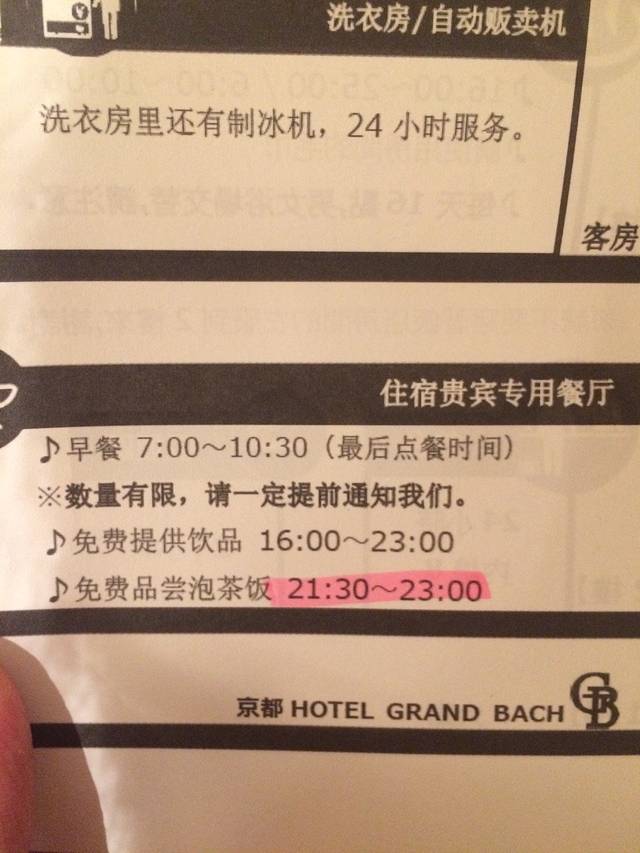 洗衣房/自动贩卖机
洗衣房里还有制冰机，24 小时服务。
客房
住宿贵宾专用餐厅
♪早餐 7:00～10:30（最后点餐时间）
※数量有限，请一定提前通知我们。
♪免费提供饮品 16:00～23:00
♪免费品尝泡茶饭 21:30～23:00
京都 HOTEL GRAND BACH GB